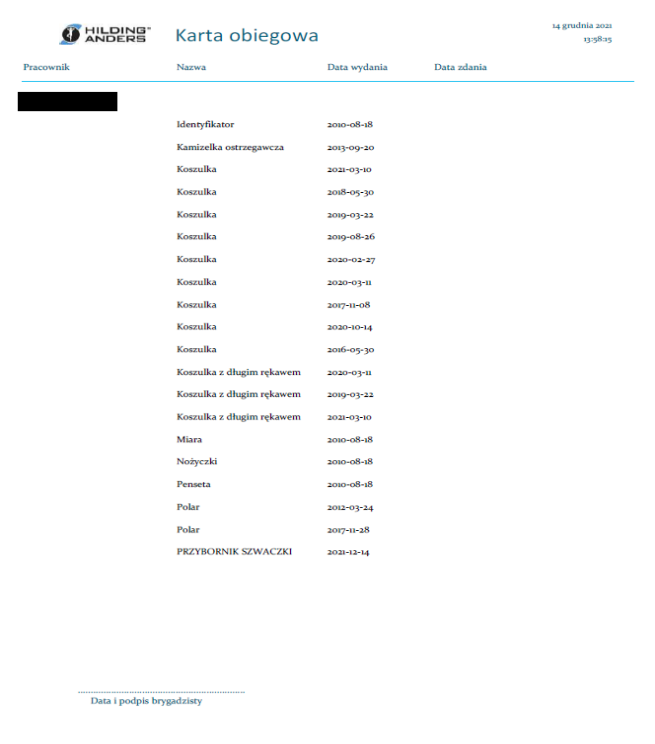 HILDING®
ANDERS
Karta obiegowa
14 grudnia 2021
13:58:15
Pracownik Nazwa Data wydania Data zdania
Identyfikator 2010-08-18
Kamizelka ostrzegawcza 2013-09-20
Koszulka 2021-03-10
Koszulka 2018-05-30
Koszulka 2019-03-22
Koszulka 2019-08-26
Koszulka 2020-02-27
Koszulka 2020-03-11
Koszulka 2017-11-08
Koszulka 2020-10-14
Koszulka 2016-05-30
Koszulka z długim rękawem 2020-03-11
Koszulka z długim rękawem 2019-03-22
Koszulka z długim rękawem 2021-03-10
Miara 2010-08-18
Nożyczki 2010-08-18
Penseta 2010-08-18
Polar 2012-03-24
Polar 2017-11-28
PRZYBORNIK SZWACZKI 2021-12-14
Data i podpis brygadzisty